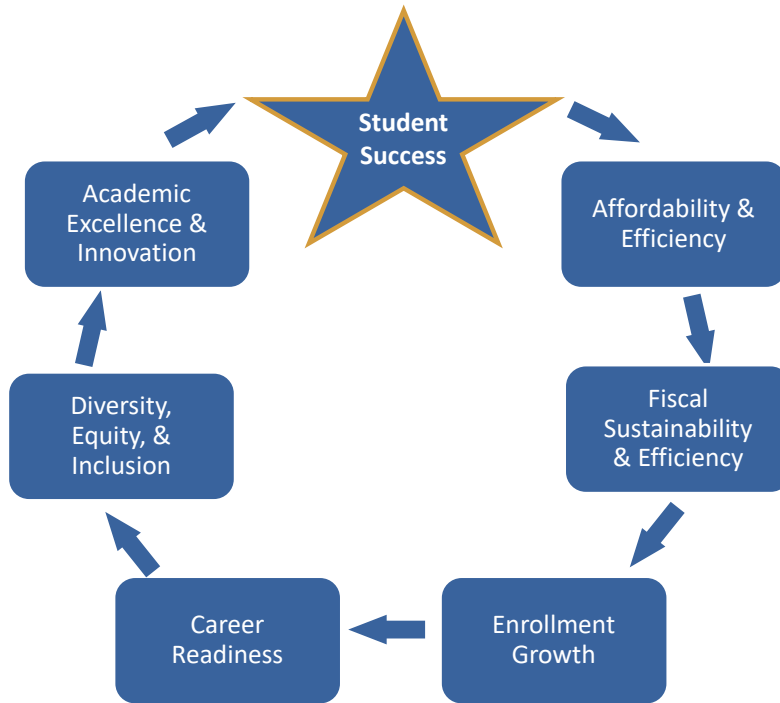 Student
Success
Affordability &
Efficiency
Fiscal
Sustainability
& Efficiency
Enrollment
Growth
Career
Readiness
Diversity,
Equity, &
Inclusion
Academic
Excellence &
Innovation